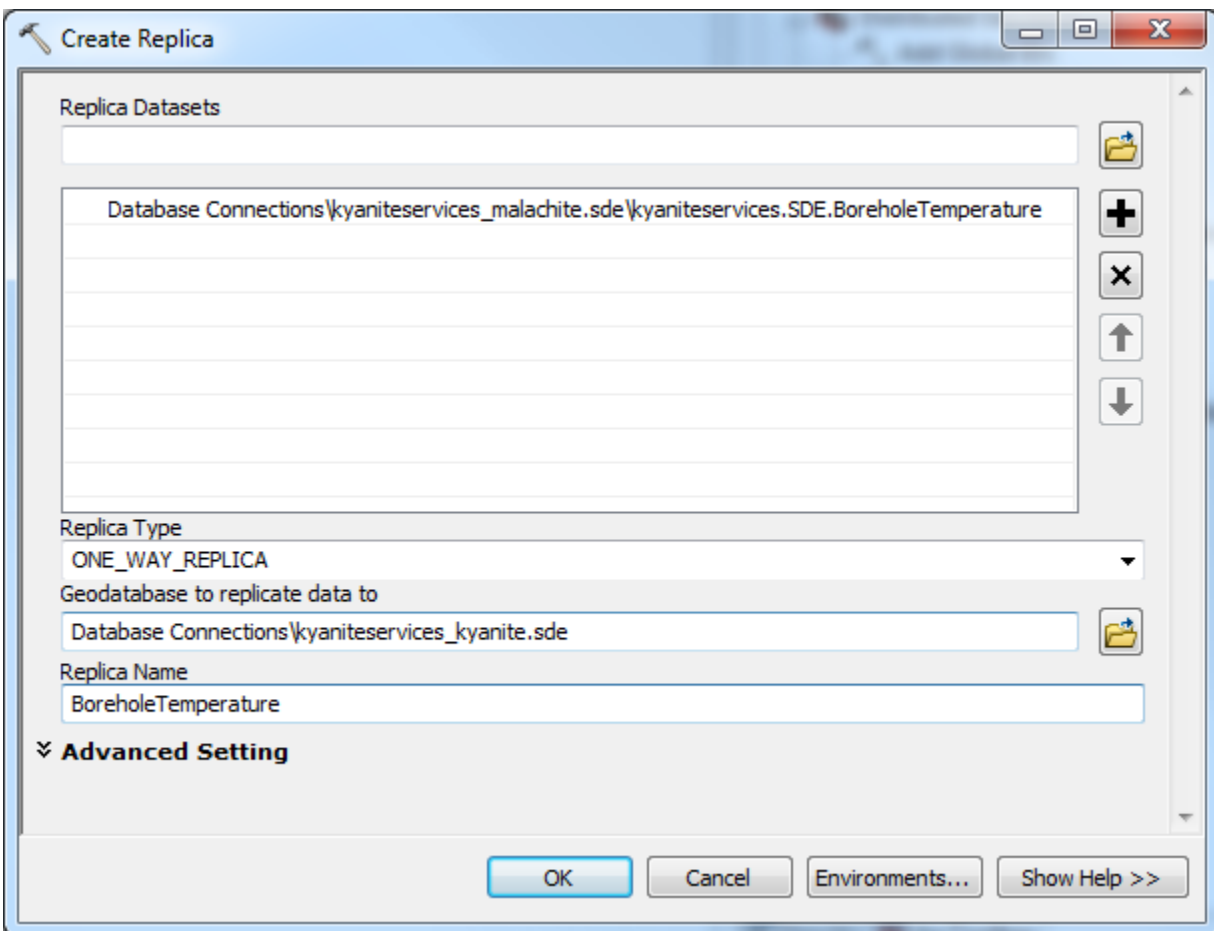 Create Replica
Replica Datasets
Database Connections\kyaniteservices_malachite.sde\kyaniteservices.SDE.BoreholeTemperature
Replica Type
ONE_WAY_REPLICA
Geodatabase to replicate data to
Database Connections\kyaniteservices_kyanite.sde
Replica Name
BoreholeTemperature
Advanced Setting
OK Cancel Environments... Show Help >>